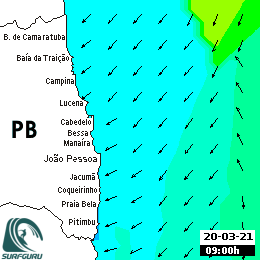 B. de Camaratuba
Baía da Traição
Campina
Lucena
Cabedelo
Bessa
PB
Manaíra
João Pessoa
Jacumã
Coqueirinho
Praia Bela
Pitimbu
20-03-21
09:00h
SURFGURU